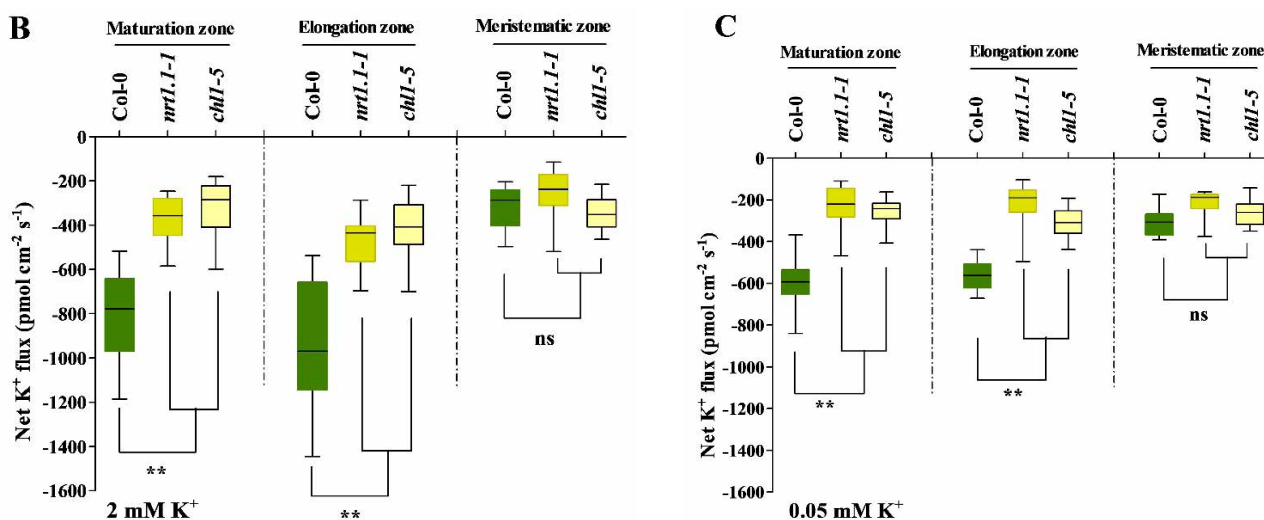 B
Maturation zone
Elongation zone
Meristematic zone
Col-0
nrt1.1-1
chl1-5
Col-0
nrt1.1-1
chl1-5
Col-0
nrt1.1-1
chl1-5
Net K⁺ flux (pmol cm⁻² s⁻¹)
0
-200
-400
-600
-800
-1000
-1200
-1400
-1600
**
**
ns
2 mM K⁺
C
Maturation zone
Elongation zone
Meristematic zone
Col-0
nrt1.1-1
chl1-5
Col-0
nrt1.1-1
chl1-5
Col-0
nrt1.1-1
chl1-5
Net K⁺ flux (pmol cm⁻² s⁻¹)
0
-200
-400
-600
-800
-1000
-1200
-1400
-1600
**
**
ns
0.05 mM K⁺